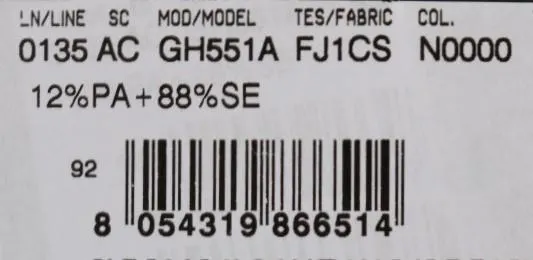 LN/LINE SC MOD/MODEL TES/FABRIC COL.
0135 AC GH551A FJ1CS N0000
12%PA+88%SE
92
8 054319 866514